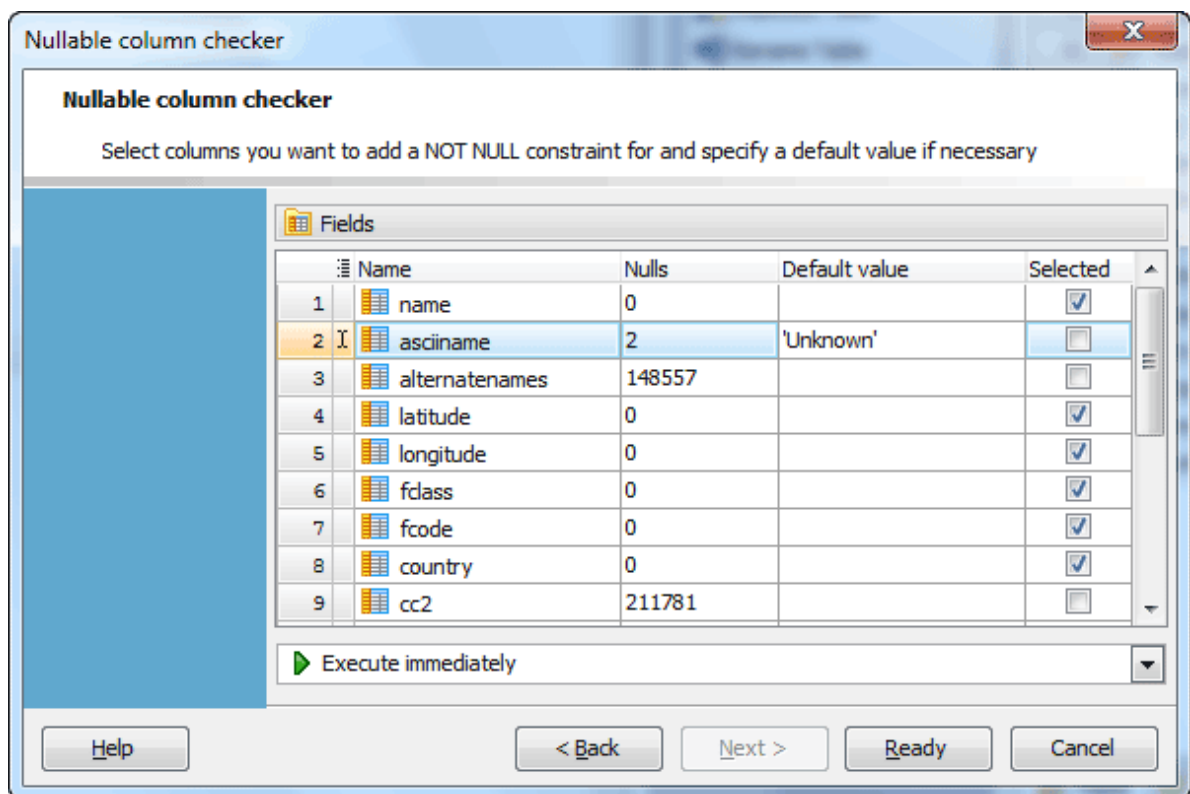 Nullable column checker
Nullable column checker
Select columns you want to add a NOT NULL constraint for and specify a default value if necessary
Fields
Name Nulls Default value Selected
1 name 0
2 asciiname 2 'Unknown'
3 alternatenames 148557
4 latitude 0
5 longitude 0
6 fclass 0
7 fcode 0
8 country 0
9 cc2 211781
Execute immediately
Help < Back Next > Ready Cancel